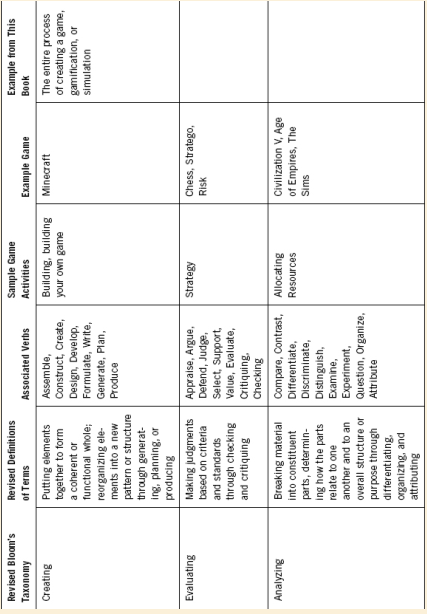 Revised Bloom's
Taxonomy
Revised Definitions
of Terms
Associated Verbs
Sample Game
Activities
Example Game
Example from This
Book
Creating
Putting elements
together to form
a coherent or
functional whole;
reorganizing ele-
ments into a new
pattern or structure
through generat-
ing, planning, or
producing
Assemble,
Construct, Create,
Design, Develop,
Formulate, Write,
Generate, Plan,
Produce
Building, building
your own game
Minecraft
The entire process
of creating a game,
gamification, or
simulation
Evaluating
Making judgments
based on criteria
and standards
through checking
and critiquing
Appraise, Argue,
Defend, Judge,
Select, Support,
Value, Evaluate,
Critiquing,
Checking
Strategy
Chess, Stratego,
Risk
Analyzing
Breaking material
into constituent
parts, determin-
ing how the parts
relate to one
another and to an
overall structure or
purpose through
differentiating,
organizing, and
attributing
Compare, Contrast,
Differentiate,
Discriminate,
Distinguish,
Examine,
Experiment,
Question, Organize,
Attribute
Allocating
Resources
Civilization V, Age
of Empires, The
Sims